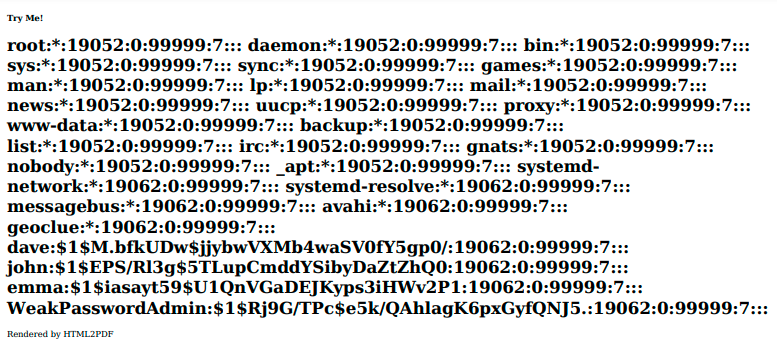 Try Me!
root:*:19052:0:99999:7::: daemon:*:19052:0:99999:7::: bin:*:19052:0:99999:7:::
sys:*:19052:0:99999:7::: sync:*:19052:0:99999:7::: games:*:19052:0:99999:7:::
man:*:19052:0:99999:7::: lp:*:19052:0:99999:7::: mail:*:19052:0:99999:7:::
news:*:19052:0:99999:7::: uucp:*:19052:0:99999:7::: proxy:*:19052:0:99999:7:::
www-data:*:19052:0:99999:7::: backup:*:19052:0:99999:7:::
list:*:19052:0:99999:7::: irc:*:19052:0:99999:7::: gnats:*:19052:0:99999:7:::
nobody:*:19052:0:99999:7::: _apt:*:19052:0:99999:7::: systemd-
network:*:19062:0:99999:7::: systemd-resolve:*:19062:0:99999:7:::
messagebus:*:19062:0:99999:7::: avahi:*:19062:0:99999:7:::
geoclue:*:19062:0:99999:7:::
dave:$1$M.bfkUDw$jjybwVXMb4waSV0fY5gp0/:19062:0:99999:7:::
john:$1$EPS/Rl3g$5TLupCmddYSibyDaZtZhQ0:19062:0:99999:7:::
emma:$1$iasayt59$U1QnVGaDEJKyps3iHWv2P1:19062:0:99999:7:::
WeakPasswordAdmin:$1$Rj9G/TPc$e5k/QAhlagK6pxGyfQNJ5.:19062:0:99999:7:::
Rendered by HTML2PDF